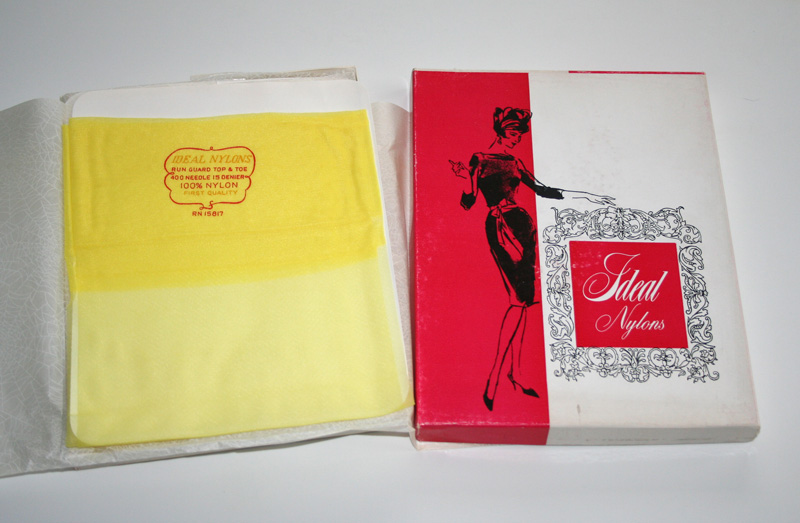 IDEAL NYLONS
RUN GUARD TOP & TOE
400 NEEDLE 15 DENIER
100% NYLON
FIRST QUALITY
RN 15817
Ideal
Nylons